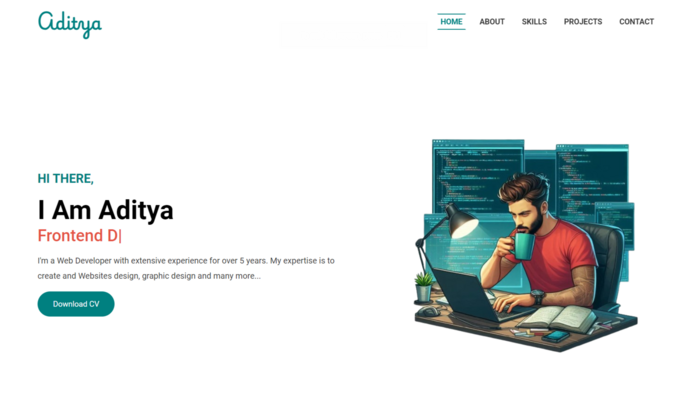 Aditya
HOME ABOUT SKILLS PROJECTS CONTACT
HI THERE,
I Am Aditya
Frontend D|
I'm a Web Developer with extensive experience for over 5 years. My expertise is
to create and Websites design, graphic design and many more...
Download CV